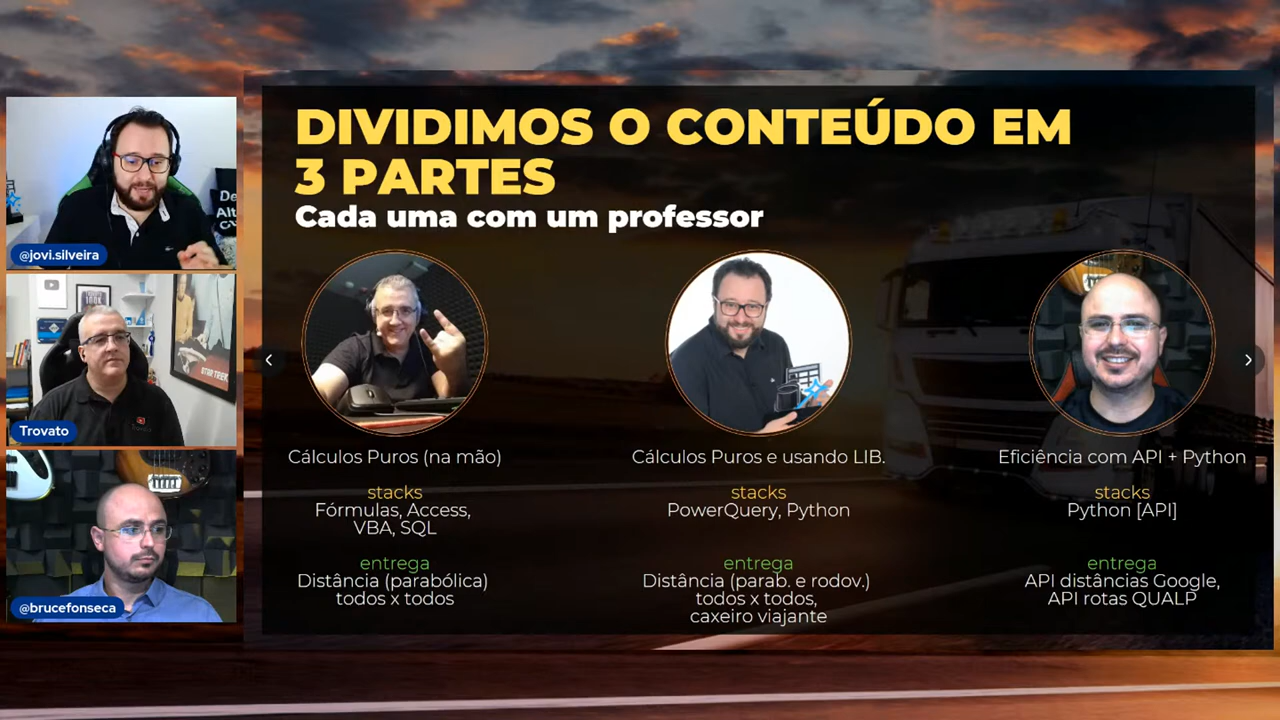 DIVIDIMOS O CONTEÚDO EM
3 PARTES
Cada uma com um professor
@jovi.silveira
Trovato
@brucefonseca
100K
STAR TREK
Cálculos Puros (na mão)
stacks
Fórmulas, Access,
VBA, SQL
entrega
Distância (parabólica)
todos x todos
Cálculos Puros e usando LIB.
stacks
PowerQuery, Python
entrega
Distância (parab. e rodov.)
todos x todos,
caxeiro viajante
Eficiência com API + Python
stacks
Python [API]
entrega
API distâncias Google,
API rotas QUALP